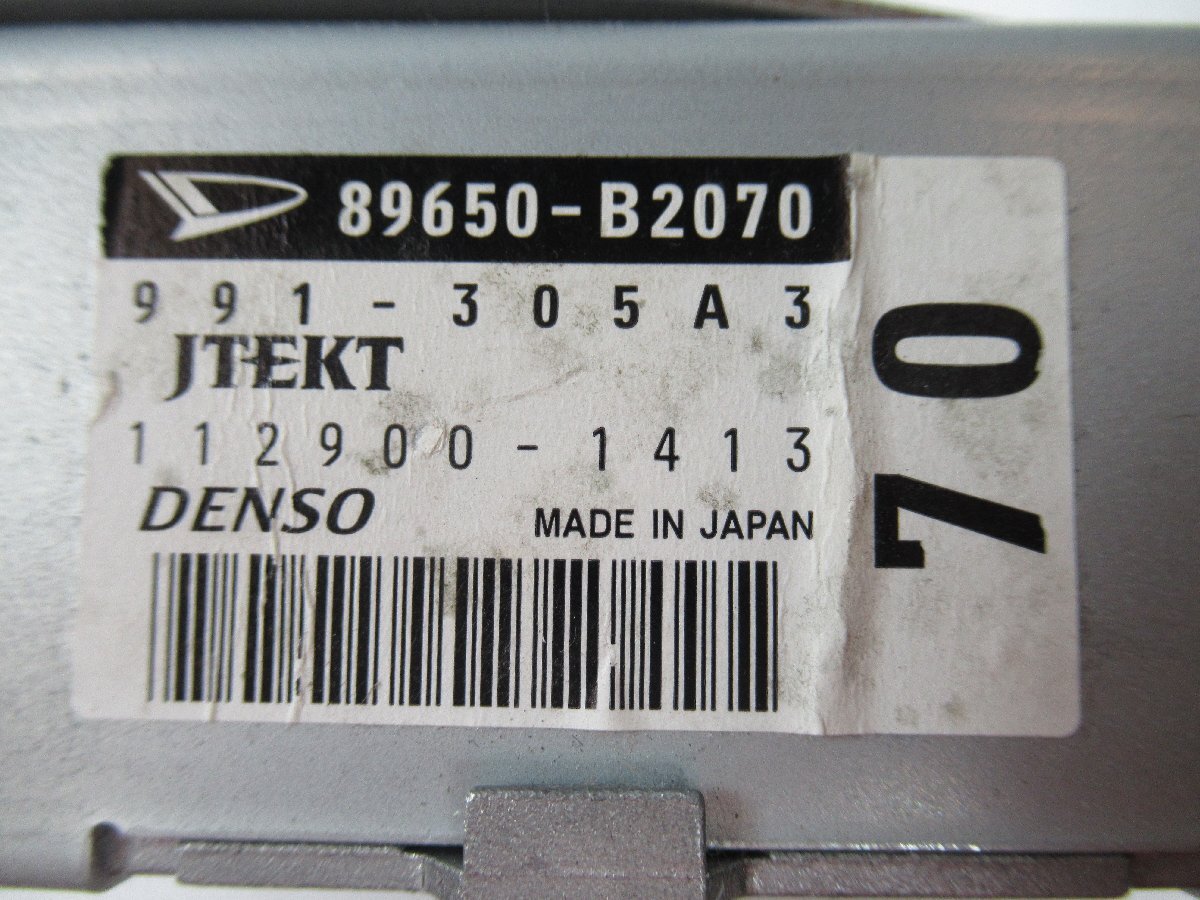 89650-B2070
991-305A3
JTEKT
112900-1413
DENSO
MADE IN JAPAN
70